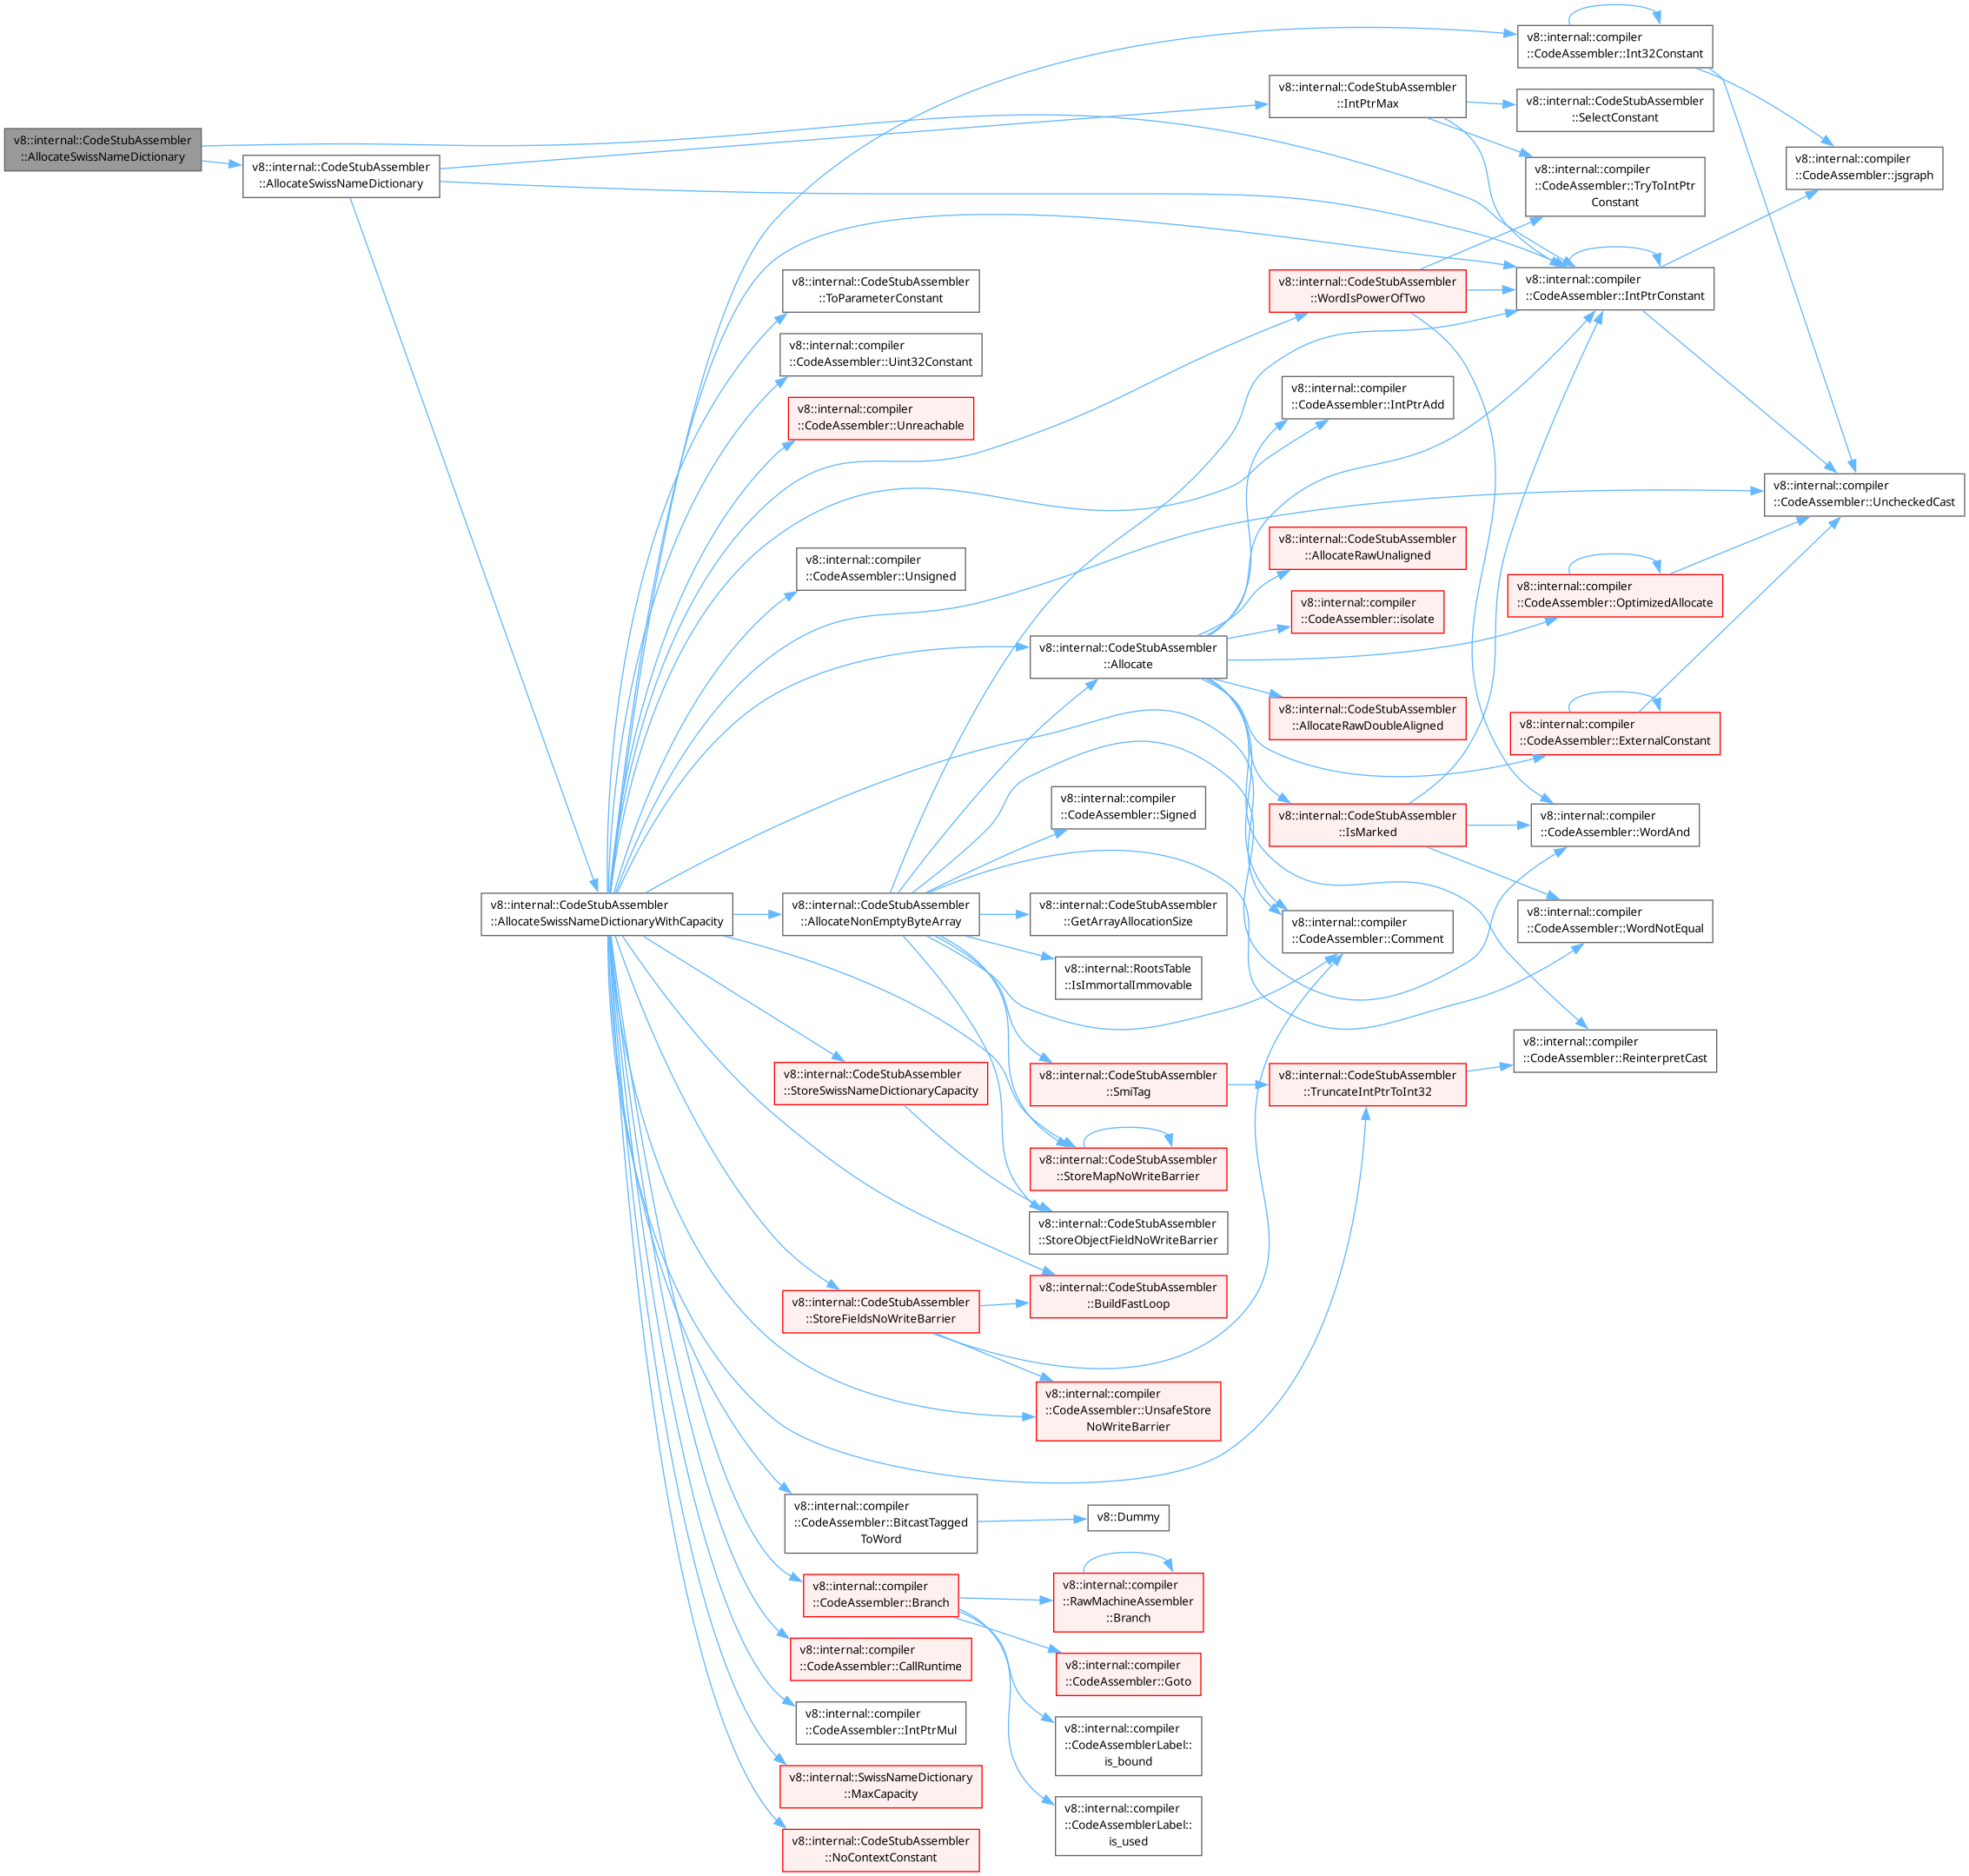 v8::internal::CodeStubAssembler
::AllocateSwissNameDictionary
v8::internal::CodeStubAssembler
::AllocateSwissNameDictionary
v8::internal::CodeStubAssembler
::AllocateSwissNameDictionaryWithCapacity
v8::internal::CodeStubAssembler
::ToParameterConstant
v8::internal::compiler
::CodeAssembler::Uint32Constant
v8::internal::compiler
::CodeAssembler::Unreachable
v8::internal::compiler
::CodeAssembler::Unsigned
v8::internal::CodeStubAssembler
::AllocateNonEmptyByteArray
v8::internal::CodeStubAssembler
::StoreSwissNameDictionaryCapacity
v8::internal::CodeStubAssembler
::StoreFieldsNoWriteBarrier
v8::internal::compiler
::CodeAssembler::BitcastTagged
ToWord
v8::internal::compiler
::CodeAssembler::Branch
v8::internal::compiler
::CodeAssembler::CallRuntime
v8::internal::compiler
::CodeAssembler::IntPtrMul
v8::internal::SwissNameDictionary
::MaxCapacity
v8::internal::CodeStubAssembler
::NoContextConstant
v8::internal::CodeStubAssembler
::Allocate
v8::internal::compiler
::CodeAssembler::Signed
v8::internal::CodeStubAssembler
::GetArrayAllocationSize
v8::internal::RootsTable
::IsImmortalImmovable
v8::internal::CodeStubAssembler
::SmiTag
v8::internal::CodeStubAssembler
::StoreMapNoWriteBarrier
v8::internal::CodeStubAssembler
::StoreObjectFieldNoWriteBarrier
v8::internal::CodeStubAssembler
::BuildFastLoop
v8::internal::compiler
::CodeAssembler::UnsafeStore
NoWriteBarrier
v8::Dummy
v8::internal::compiler
::RawMachineAssembler
::Branch
v8::internal::compiler
::CodeAssembler::Goto
v8::internal::compiler
::CodeAssemblerLabel::
is_bound
v8::internal::compiler
::CodeAssemblerLabel::
is_used
v8::internal::CodeStubAssembler
::IntPtrMax
v8::internal::CodeStubAssembler
::WordIsPowerOfTwo
v8::internal::compiler
::CodeAssembler::IntPtrAdd
v8::internal::CodeStubAssembler
::AllocateRawUnaligned
v8::internal::compiler
::CodeAssembler::isolate
v8::internal::CodeStubAssembler
::AllocateRawDoubleAligned
v8::internal::CodeStubAssembler
::IsMarked
v8::internal::compiler
::CodeAssembler::Comment
v8::internal::CodeStubAssembler
::TruncateIntPtrToInt32
v8::internal::compiler
::CodeAssembler::Int32Constant
v8::internal::CodeStubAssembler
::SelectConstant
v8::internal::compiler
::CodeAssembler::TryToIntPtr
Constant
v8::internal::compiler
::CodeAssembler::IntPtrConstant
v8::internal::compiler
::CodeAssembler::OptimizedAllocate
v8::internal::compiler
::CodeAssembler::ExternalConstant
v8::internal::compiler
::CodeAssembler::WordAnd
v8::internal::compiler
::CodeAssembler::WordNotEqual
v8::internal::compiler
::CodeAssembler::ReinterpretCast
v8::internal::compiler
::CodeAssembler::jsgraph
v8::internal::compiler
::CodeAssembler::UncheckedCast